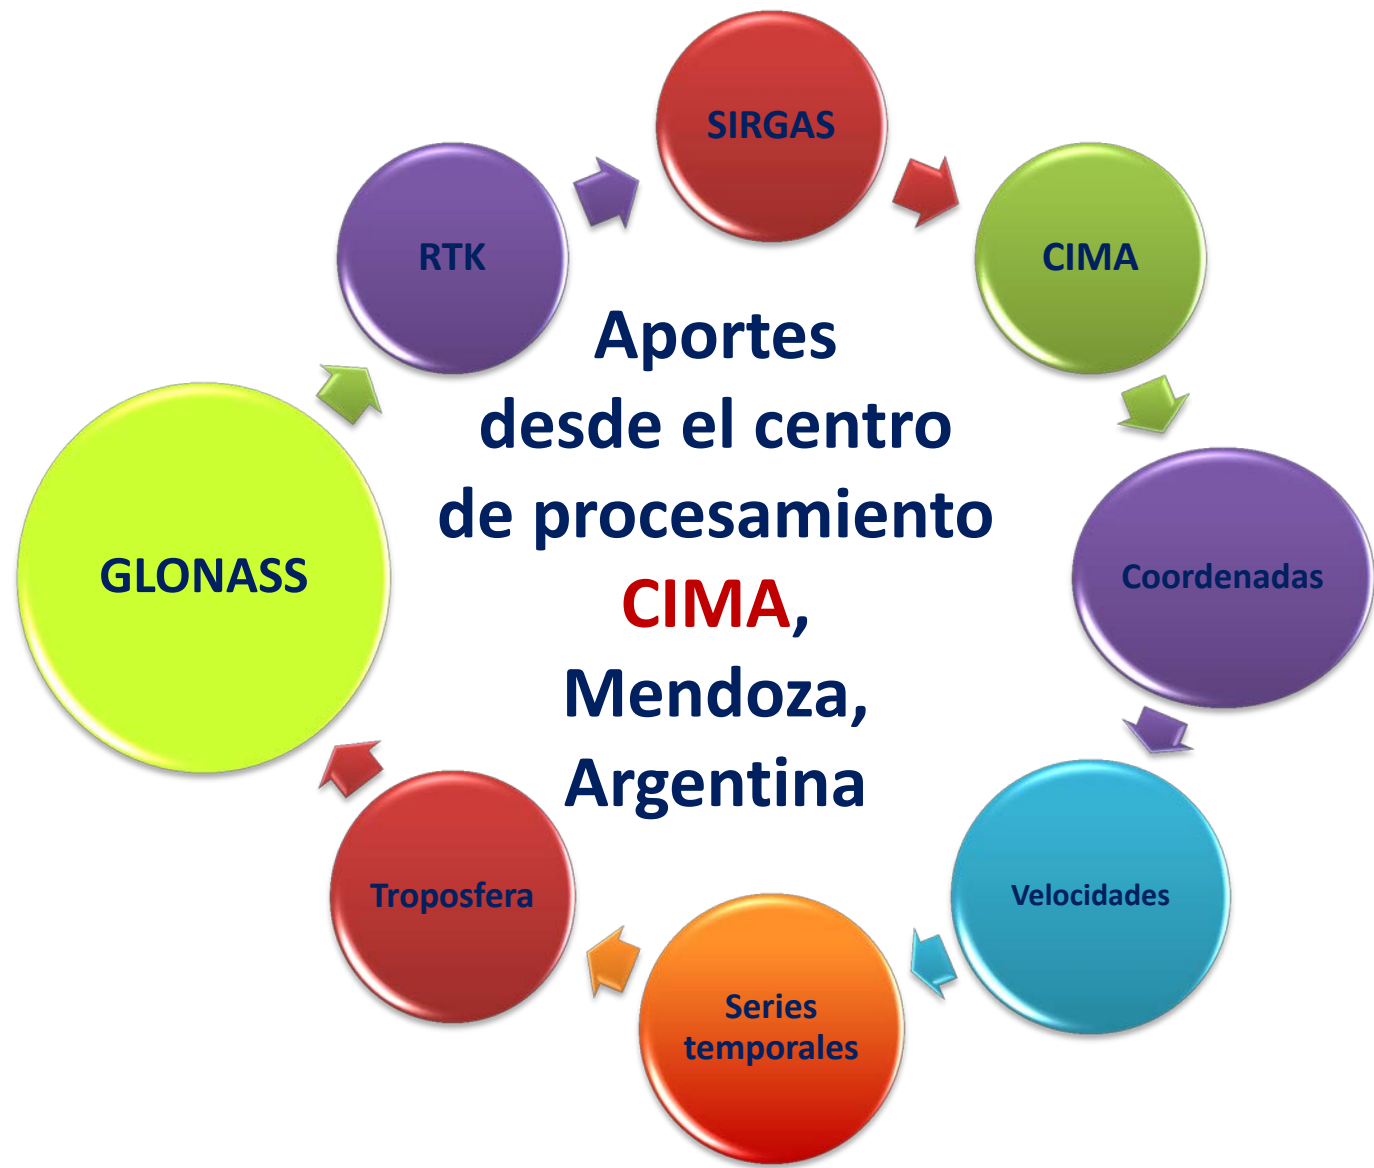 SIRGAS
CIMA
Coordenadas
Velocidades
Series
temporales
Troposfera
GLONASS
RTK
Aportes
desde el centro
de procesamiento
CIMA,
Mendoza,
Argentina